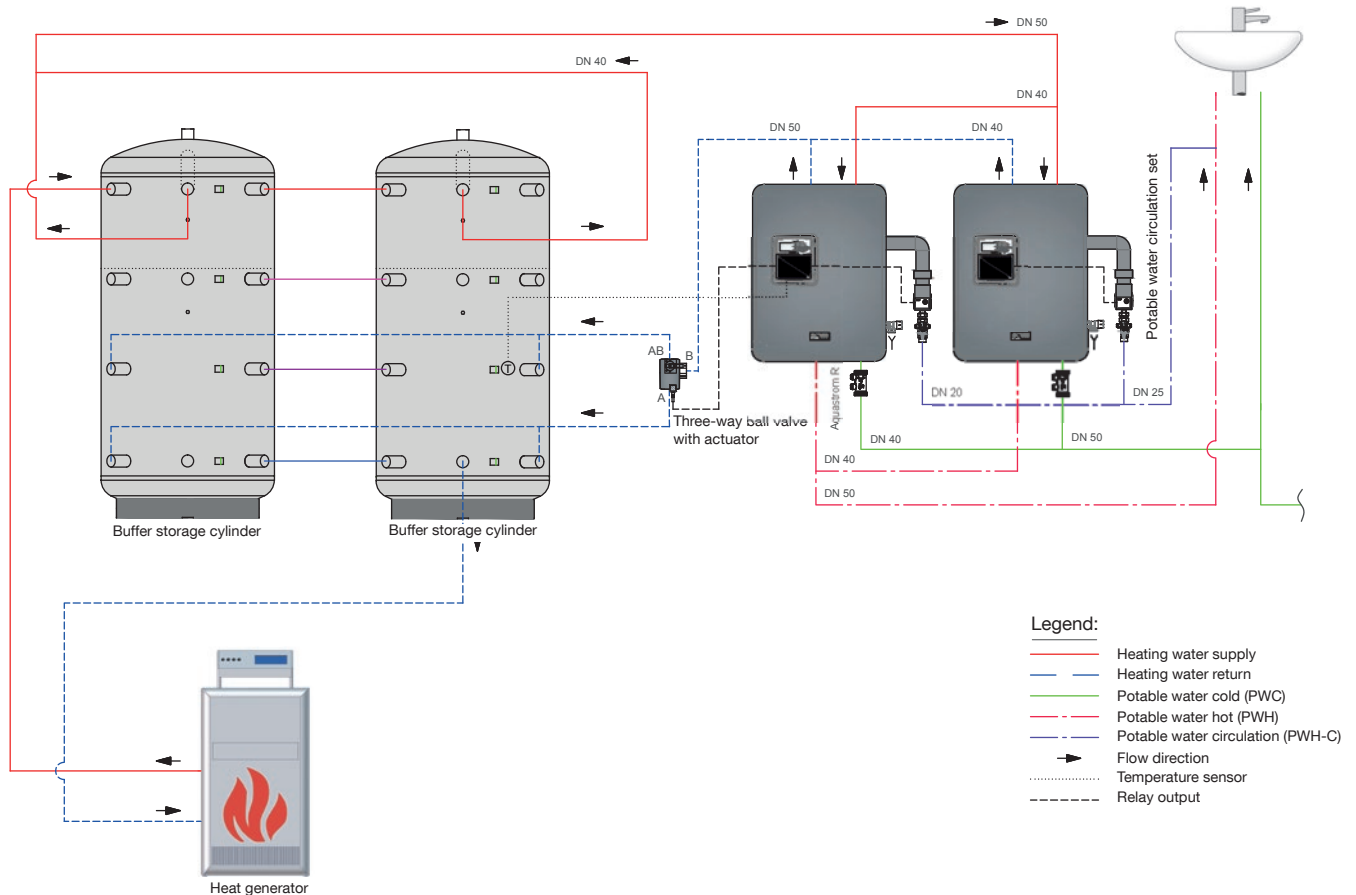 DN 50
DN 40
DN 40
DN 50
DN 40
Potable water circulation set
AB
B
A
T
Three-way ball valve
with actuator
Aquastrom R
DN 20
DN 25
DN 40
DN 50
DN 40
DN 50
Buffer storage cylinder
Buffer storage cylinder
Heat generator
Legend:
Heating water supply
Heating water return
Potable water cold (PWC)
Potable water hot (PWH)
Potable water circulation (PWH-C)
Flow direction
Temperature sensor
Relay output